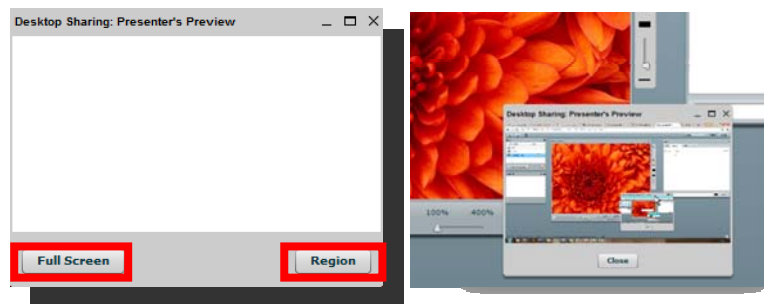 Desktop Sharing: Presenter's Preview
Full Screen
Region
Desktop Sharing: Presenter's Preview
100%
400%
Close